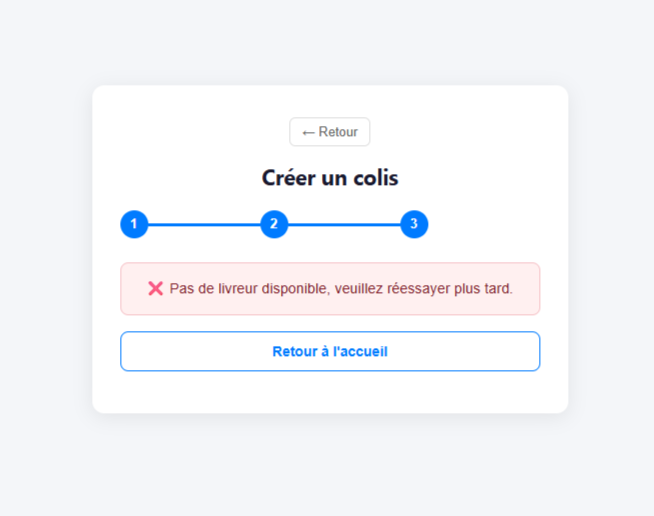 ← Retour
Créer un colis
1 2 3
❌ Pas de livreur disponible, veuillez réessayer plus tard.
Retour à l'accueil